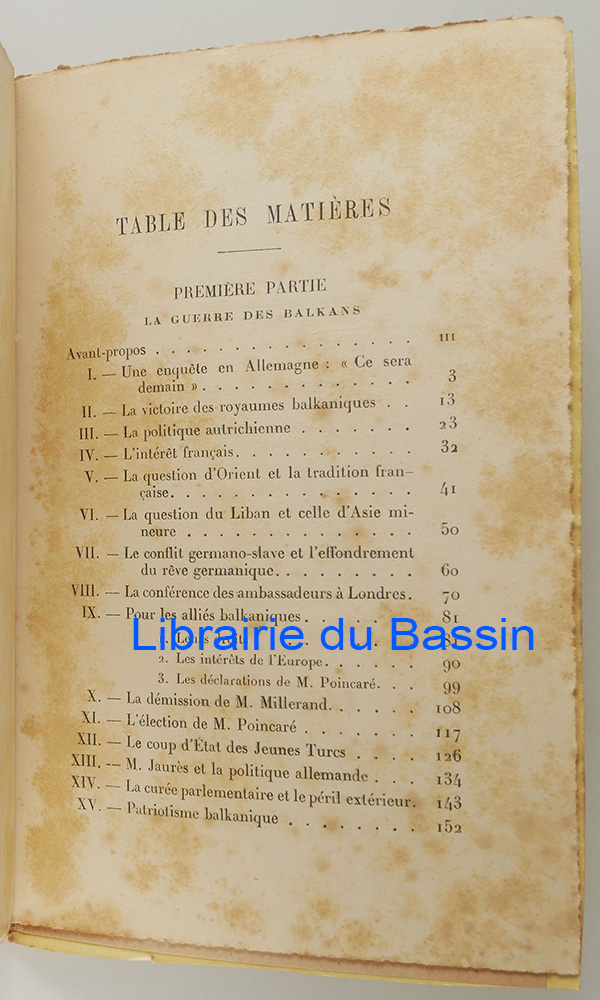 TABLE DES MATIÈRES
PREMIÈRE PARTIE
LA GUERRE DES BALKANS
Avant-propos . . . . . . . . . . . . . . . III
I. — Une enquête en Allemagne : « Ce sera
demain » . . . . . . . . . . . . . 3
II. — La victoire des royaumes balkaniques . . 13
III. — La politique autrichienne . . . . . . . 23
IV. — L'intérêt français . . . . . . . . . . . 32
V. — La question d'Orient et la tradition fran-
çaise. . . . . . . . . . . . . . . 41
VI. — La question du Liban et celle d'Asie mi-
neure . . . . . . . . . . . . . . 50
VII. — Le conflit germano-slave et l'effondrement
du rêve germanique. . . . . . . . . 60
VIII. — La conférence des ambassadeurs à Londres. 70
IX. — Pour les alliés balkaniques. . . . . . . 81
Librairie du Bassin
1. Leurs
2. Les intérêts de l'Europe. . . . . . 90
3. Les déclarations de M. Poincaré. . . 99
X. — La démission de M. Millerand. . . . . . 108
XI. — L'élection de M. Poincaré . . . . . . . 117
XII. — Le coup d'État des Jeunes Turcs . . . . 126
XIII. — M. Jaurès et la politique allemande . . . 134
XIV. — La curée parlementaire et le péril extérieur. 143
XV. — Patriotisme balkanique . . . . . . . 152